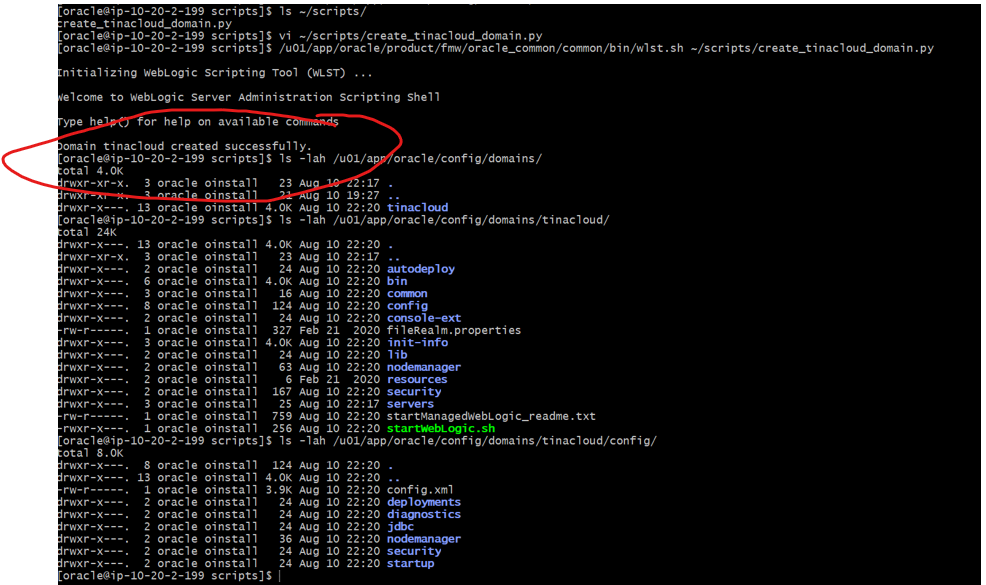 [oracle@ip-10-20-2-199 scripts]$ ls ~/scripts/
create_tinacloud_domain.py
[oracle@ip-10-20-2-199 scripts]$ vi ~/scripts/create_tinacloud_domain.py
[oracle@ip-10-20-2-199 scripts]$ /u01/app/oracle/product/fmw/oracle_common/common/bin/wlst.sh ~/scripts/create_tinacloud_domain.py
Initializing WebLogic Scripting Tool (WLST) ...
Welcome to WebLogic Server Administration Scripting Shell
Type help() for help on available commands
Domain tinacloud created successfully.
[oracle@ip-10-20-2-199 scripts]$ ls -lah /u01/app/oracle/config/domains/
total 4.0K
drwxr-xr-x. 3 oracle oinstall 23 Aug 10 22:17 .
drwxr-xr-x. 3 oracle oinstall 21 Aug 10 19:27 ..
drwxr-x---. 13 oracle oinstall 4.0K Aug 10 22:20 tinacloud
[oracle@ip-10-20-2-199 scripts]$ ls -lah /u01/app/oracle/config/domains/tinacloud/
total 24K
drwxr-x---. 13 oracle oinstall 4.0K Aug 10 22:20 .
drwxr-xr-x. 3 oracle oinstall 23 Aug 10 22:17 ..
drwxr-x---. 2 oracle oinstall 24 Aug 10 22:20 autodeploy
drwxr-x---. 6 oracle oinstall 4.0K Aug 10 22:20 bin
drwxr-x---. 3 oracle oinstall 16 Aug 10 22:20 common
drwxr-x---. 8 oracle oinstall 124 Aug 10 22:20 config
drwxr-x---. 2 oracle oinstall 24 Aug 10 22:20 console-ext
-rw-r-----. 1 oracle oinstall 327 Feb 21 2020 fileRealm.properties
drwxr-x---. 3 oracle oinstall 4.0K Aug 10 22:20 init-info
drwxr-x---. 2 oracle oinstall 24 Aug 10 22:20 lib
drwxr-x---. 2 oracle oinstall 63 Aug 10 22:20 nodemanager
drwxr-x---. 2 oracle oinstall 6 Feb 21 2020 resources
drwxr-x---. 2 oracle oinstall 167 Aug 10 22:20 security
drwxr-x---. 3 oracle oinstall 25 Aug 10 22:17 servers
-rw-r-----. 1 oracle oinstall 759 Aug 10 22:20 startManagedWebLogic_readme.txt
-rwxr-x---. 1 oracle oinstall 256 Aug 10 22:20 startWebLogic.sh
[oracle@ip-10-20-2-199 scripts]$ ls -lah /u01/app/oracle/config/domains/tinacloud/config/
total 8.0K
drwxr-x---. 8 oracle oinstall 124 Aug 10 22:20 .
drwxr-x---. 13 oracle oinstall 4.0K Aug 10 22:20 ..
-rw-r-----. 1 oracle oinstall 3.9K Aug 10 22:20 config.xml
drwxr-x---. 2 oracle oinstall 24 Aug 10 22:20 deployments
drwxr-x---. 2 oracle oinstall 24 Aug 10 22:20 diagnostics
drwxr-x---. 2 oracle oinstall 24 Aug 10 22:20 jdbc
drwxr-x---. 2 oracle oinstall 36 Aug 10 22:20 nodemanager
drwxr-x---. 2 oracle oinstall 24 Aug 10 22:20 security
drwxr-x---. 2 oracle oinstall 24 Aug 10 22:20 startup
[oracle@ip-10-20-2-199 scripts]$